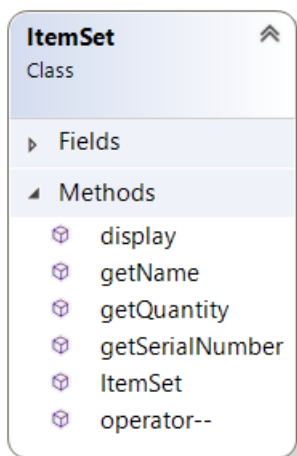 ItemSet
Class
Fields
Methods
display
getName
getQuantity
getSerialNumber
ItemSet
operator--